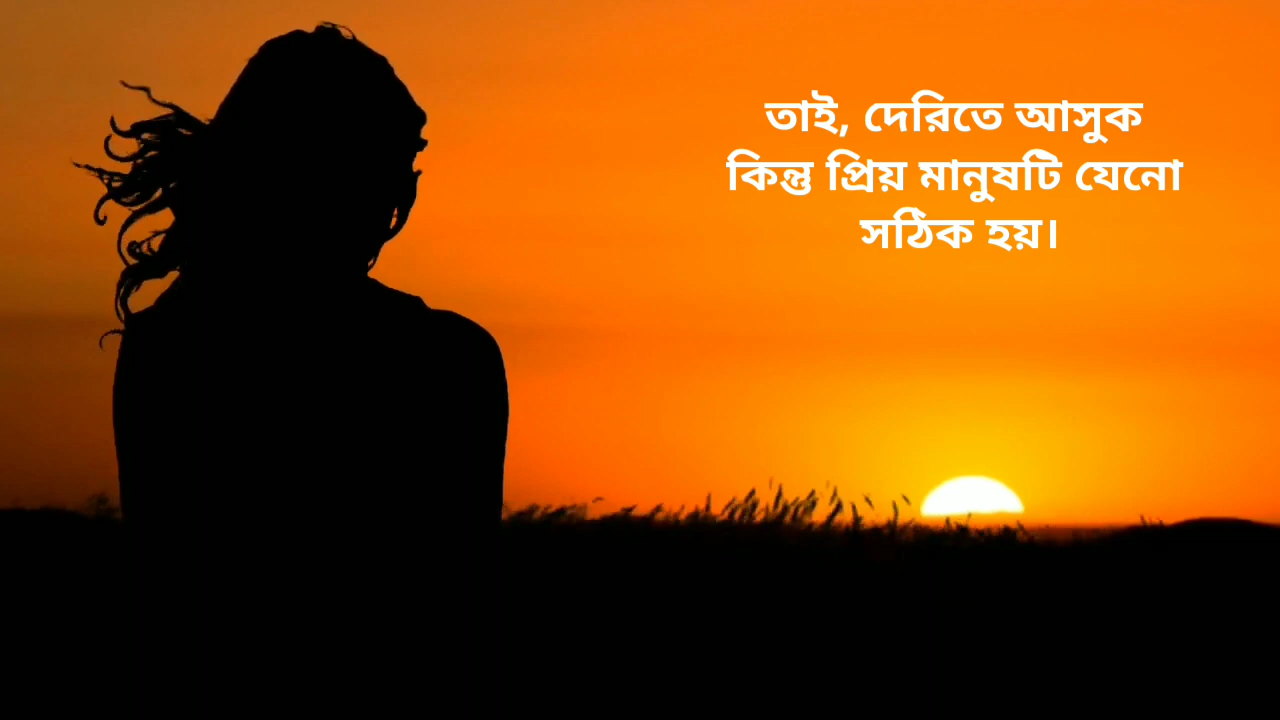 তাই, দেরিতে আসুক
কিন্তু প্রিয় মানুষটি যেনো
সঠিক হয়।